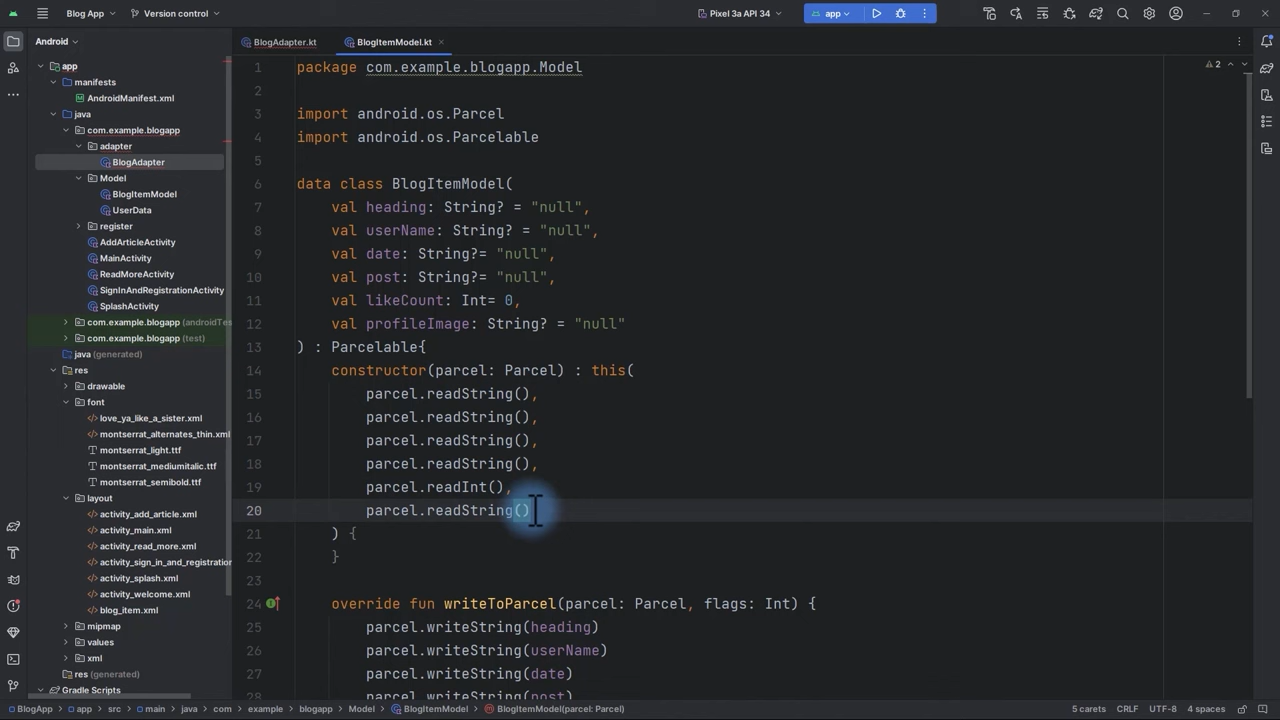 Blog App
Version control
Pixel 3a API 34
app
Android
BlogAdapter.kt
BlogItemModel.kt
app
manifests
AndroidManifest.xml
java
com.example.blogapp
adapter
BlogAdapter
Model
BlogItemModel
UserData
register
AddArticleActivity
MainActivity
ReadMoreActivity
SignInAndRegistrationActivity
SplashActivity
com.example.blogapp (androidTes
com.example.blogapp (test)
java (generated)
res
drawable
font
love_ya_like_a_sister.xml
montserrat_alternates_thin.xml
montserrat_light.ttf
montserrat_mediumitalic.ttf
montserrat_semibold.ttf
layout
activity_add_article.xml
activity_main.xml
activity_read_more.xml
activity_sign_in_and_registration
activity_splash.xml
activity_welcome.xml
blog_item.xml
mipmap
values
xml
res (generated)
Gradle Scripts
2
1 package com.example.blogapp.Model
2
3 import android.os.Parcel
4 import android.os.Parcelable
5
6 data class BlogItemModel(
7 val heading: String? = "null",
8 val userName: String? = "null",
9 val date: String?= "null",
10 val post: String?= "null",
11 val likeCount: Int= 0,
12 val profileImage: String? = "null"
13 ) : Parcelable{
14 constructor(parcel: Parcel) : this(
15 parcel.readString(),
16 parcel.readString(),
17 parcel.readString(),
18 parcel.readString(),
19 parcel.readInt(),
20 parcel.readString()
21 ) {
22 }
23
24 override fun writeToParcel(parcel: Parcel, flags: Int) {
25 parcel.writeString(heading)
26 parcel.writeString(userName)
27 parcel.writeString(date)
28 parcel.writeString(post)
BlogApp > app > src > main > java > com > example > blogapp > Model > BlogItemModel > BlogItemModel(parcel: Parcel)
5 carets CRLF UTF-8 4 spaces